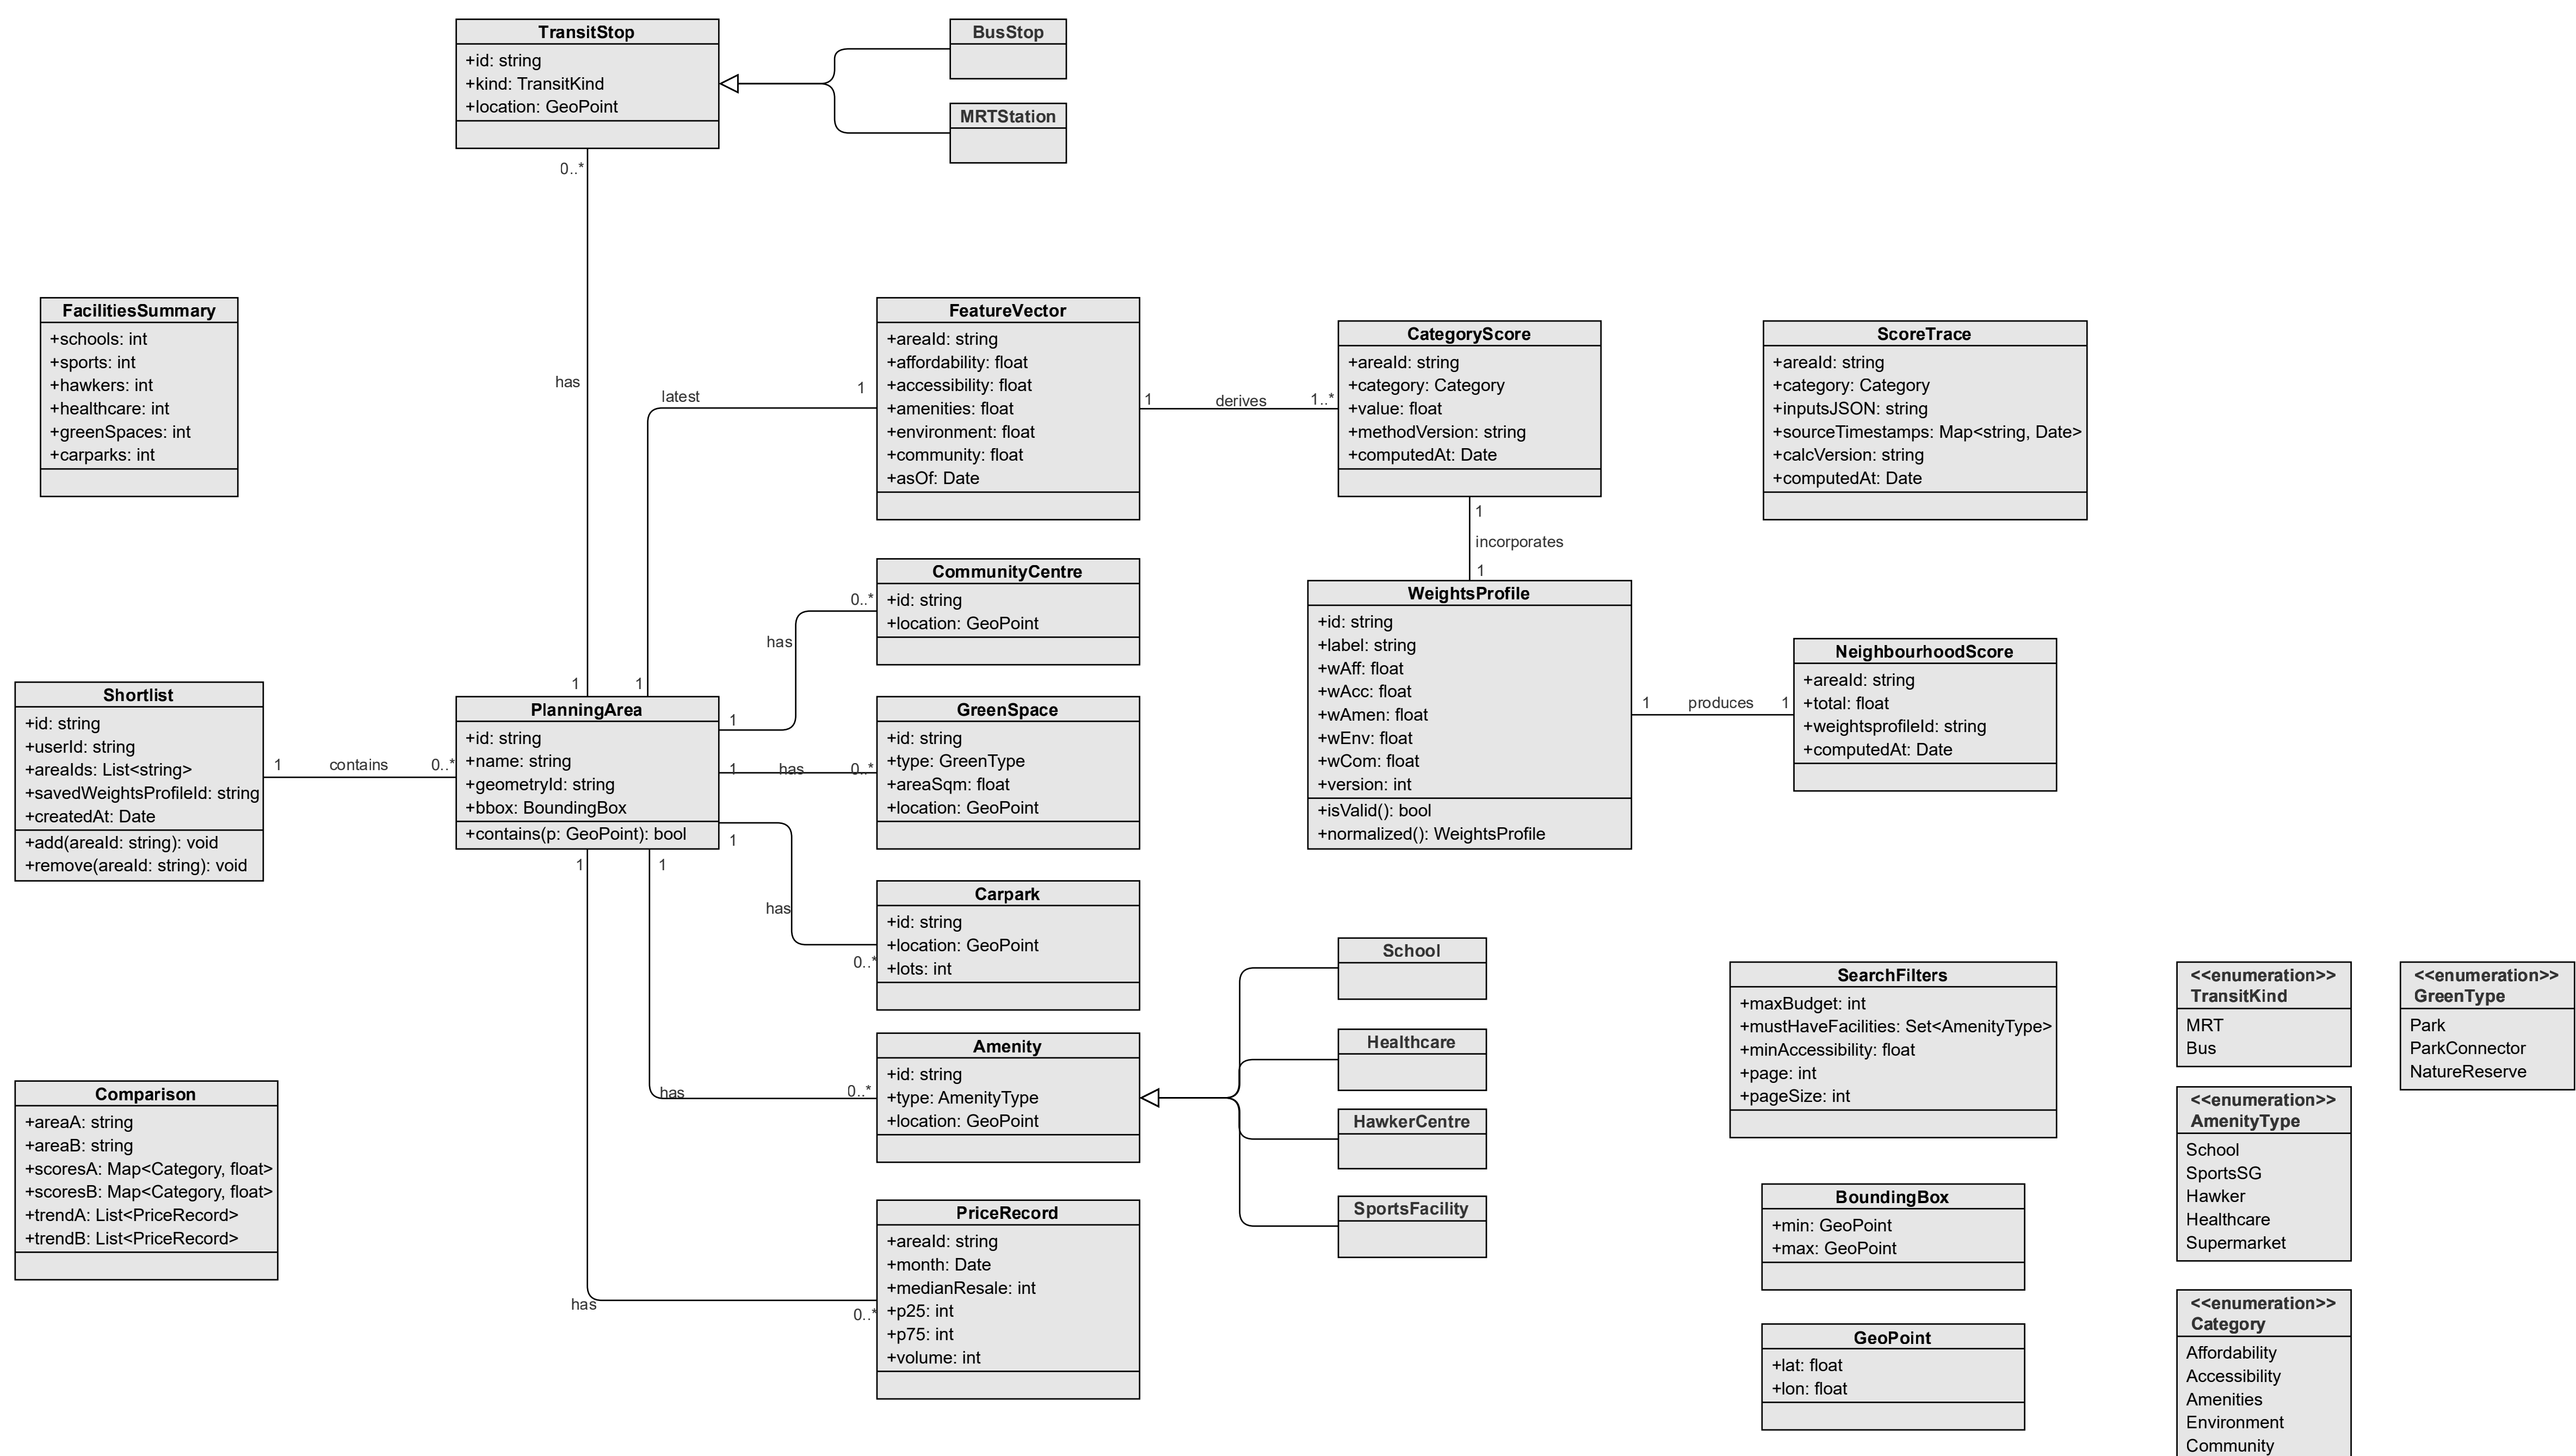 TransitStop
+id: string
+kind: TransitKind
+location: GeoPoint
BusStop
MRTStation
0..*
has
1
FacilitiesSummary
+schools: int
+sports: int
+hawkers: int
+healthcare: int
+greenSpaces: int
+carparks: int
latest
1
1
FeatureVector
+areaId: string
+affordability: float
+accessibility: float
+amenities: float
+environment: float
+community: float
+asOf: Date
1
derives
1..*
CategoryScore
+areaId: string
+category: Category
+value: float
+methodVersion: string
+computedAt: Date
ScoreTrace
+areaId: string
+category: Category
+inputsJSON: string
+sourceTimestamps: Map<string, Date>
+calcVersion: string
+computedAt: Date
1
incorporates
1
CommunityCentre
+id: string
+location: GeoPoint
0..*
has
1
WeightsProfile
+id: string
+label: string
+wAff: float
+wAcc: float
+wAmen: float
+wEnv: float
+wCom: float
+version: int
+isValid(): bool
+normalized(): WeightsProfile
1
produces
1
NeighbourhoodScore
+areaId: string
+total: float
+weightsprofileId: string
+computedAt: Date
Shortlist
+id: string
+userId: string
+areaIds: List<string>
+savedWeightsProfileId: string
+createdAt: Date
+add(areaId: string): void
+remove(areaId: string): void
1
contains
0..*
PlanningArea
+id: string
+name: string
+geometryId: string
+bbox: BoundingBox
+contains(p: GeoPoint): bool
1
has
0..*
GreenSpace
+id: string
+type: GreenType
+areaSqm: float
+location: GeoPoint
1
has
0..*
Carpark
+id: string
+location: GeoPoint
+lots: int
1
has
0..*
Amenity
+id: string
+type: AmenityType
+location: GeoPoint
School
Healthcare
HawkerCentre
SportsFacility
1
has
0..*
PriceRecord
+areaId: string
+month: Date
+medianResale: int
+p25: int
+p75: int
+volume: int
Comparison
+areaA: string
+areaB: string
+scoresA: Map<Category, float>
+scoresB: Map<Category, float>
+trendA: List<PriceRecord>
+trendB: List<PriceRecord>
SearchFilters
+maxBudget: int
+mustHaveFacilities: Set<AmenityType>
+minAccessibility: float
+page: int
+pageSize: int
BoundingBox
+min: GeoPoint
+max: GeoPoint
GeoPoint
+lat: float
+lon: float
<<enumeration>>
TransitKind
MRT
Bus
<<enumeration>>
GreenType
Park
ParkConnector
NatureReserve
<<enumeration>>
AmenityType
School
SportsSG
Hawker
Healthcare
Supermarket
<<enumeration>>
Category
Affordability
Accessibility
Amenities
Environment
Community